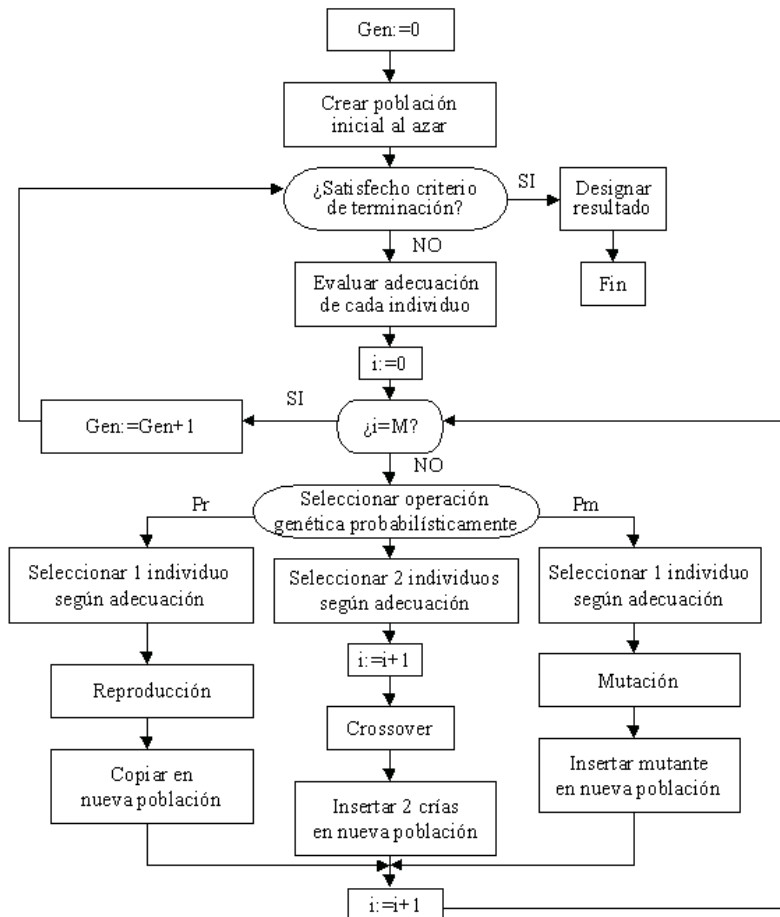 Gen:=0
Crear población
inicial al azar
¿Satisfecho criterio
de terminación?
SI
Designar
resultado
NO
Fin
Evaluar adecuación
de cada individuo
i:=0
SI
Gen:=Gen+1
¿i=M?
NO
Seleccionar operación
genética probabilísticamente
Pr
Pm
Seleccionar 1 individuo
según adecuación
Seleccionar 2 individuos
según adecuación
Seleccionar 1 individuo
según adecuación
i:=i+1
Reproducción
Mutación
Crossover
Copiar en
nueva población
Insertar 2 crías
en nueva población
Insertar mutante
en nueva población
i:=i+1